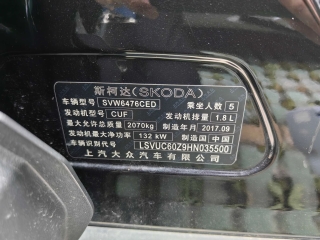 斯柯达(SKODA)
车辆型号 SVW6476CED 乘坐人数 5
发动机型号 CUF 发动机排量 1.8 L
最大允许总质量 2070kg 制造年月 2017.09
发动机最大净功率 132 kW 制造国 中国
车辆识别代号 LSVUC60Z9HN035500
上汽大众汽车有限公司